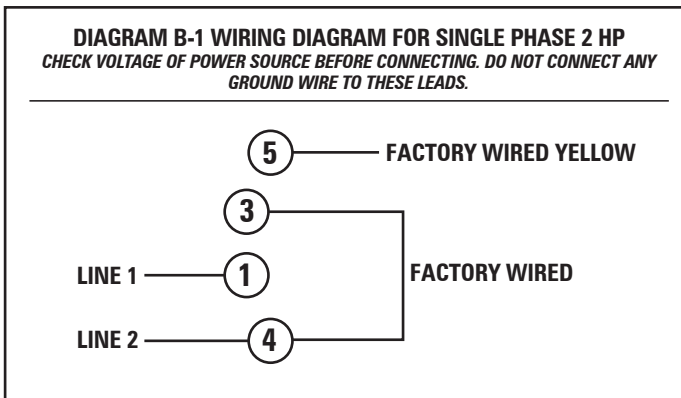 DIAGRAM B-1 WIRING DIAGRAM FOR SINGLE PHASE 2 HP
CHECK VOLTAGE OF POWER SOURCE BEFORE CONNECTING. DO NOT CONNECT ANY
GROUND WIRE TO THESE LEADS.
5 FACTORY WIRED YELLOW
3
LINE 1 1 FACTORY WIRED
LINE 2 4